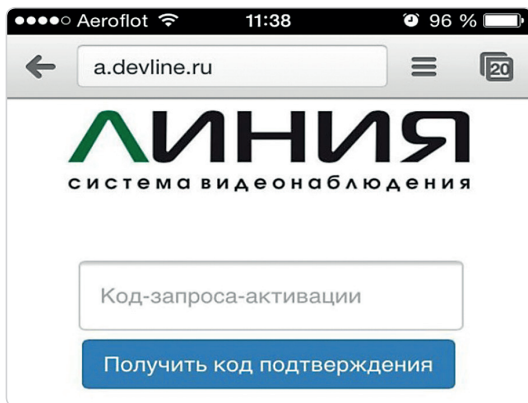 Aeroflot 11:38 96 %
a.devline.ru 20
ЛИНИЯ
система видеонаблюдения
Код-запроса-активации
Получить код подтверждения